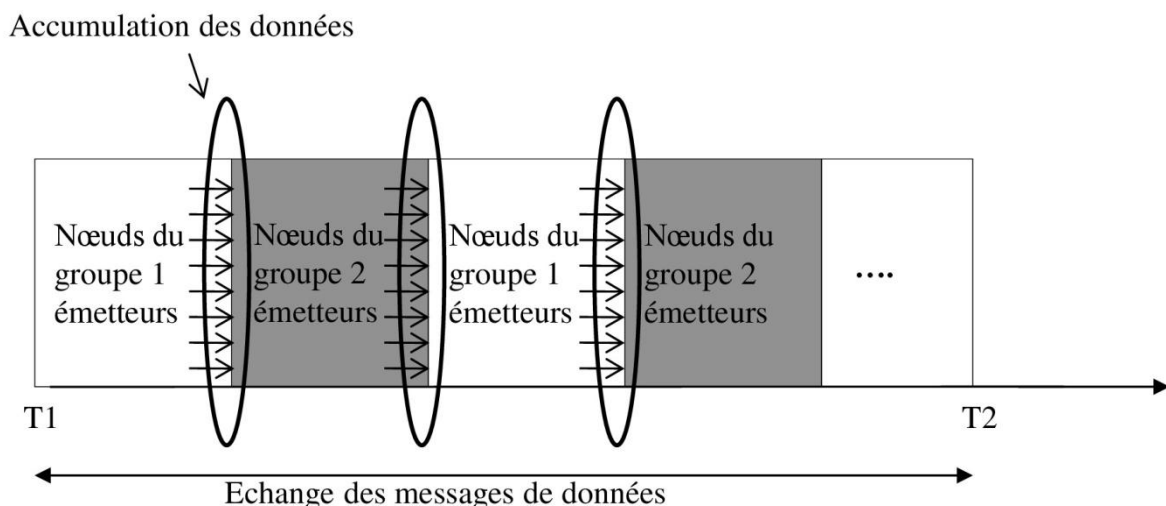 Accumulation des données
Nœuds du
groupe 1
émetteurs
Nœuds du
groupe 2
émetteurs
Nœuds du
groupe 1
émetteurs
Nœuds du
groupe 2
émetteurs
....
T1
T2
Echange des messages de données